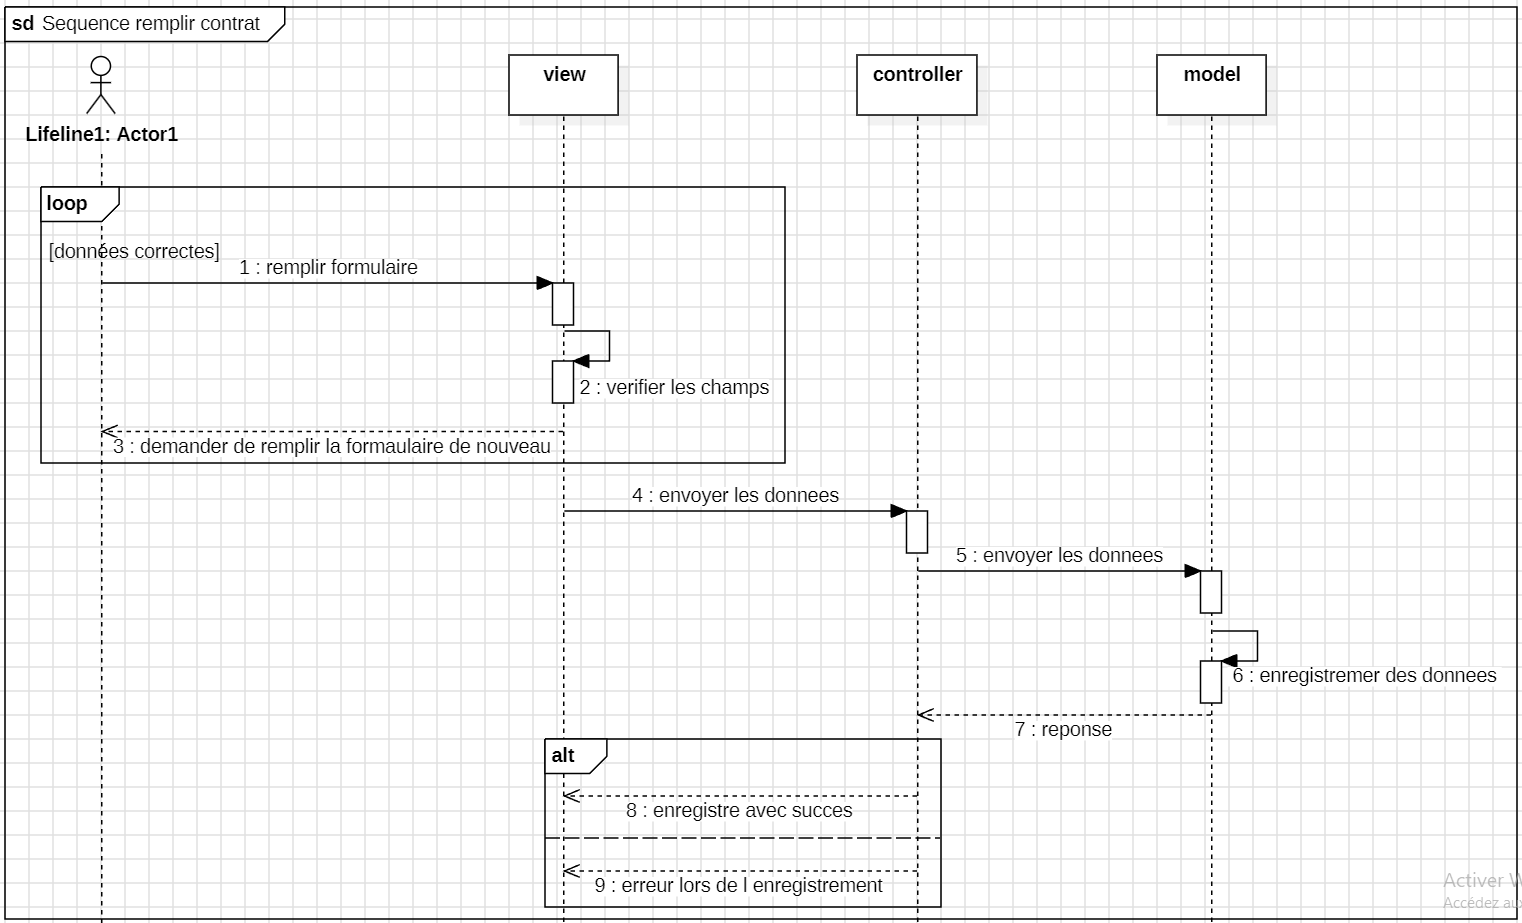 sd Sequence remplir contrat
view
controller
model
Lifeline1: Actor1
loop
[données correctes]
1 : remplir formulaire
2 : verifier les champs
3 : demander de remplir la formaulaire de nouveau
4 : envoyer les donnees
5 : envoyer les donnees
6 : enregistremer des donnees
7 : reponse
alt
8 : enregistre avec succes
9 : erreur lors de l enregistrement
Activer
Accédez